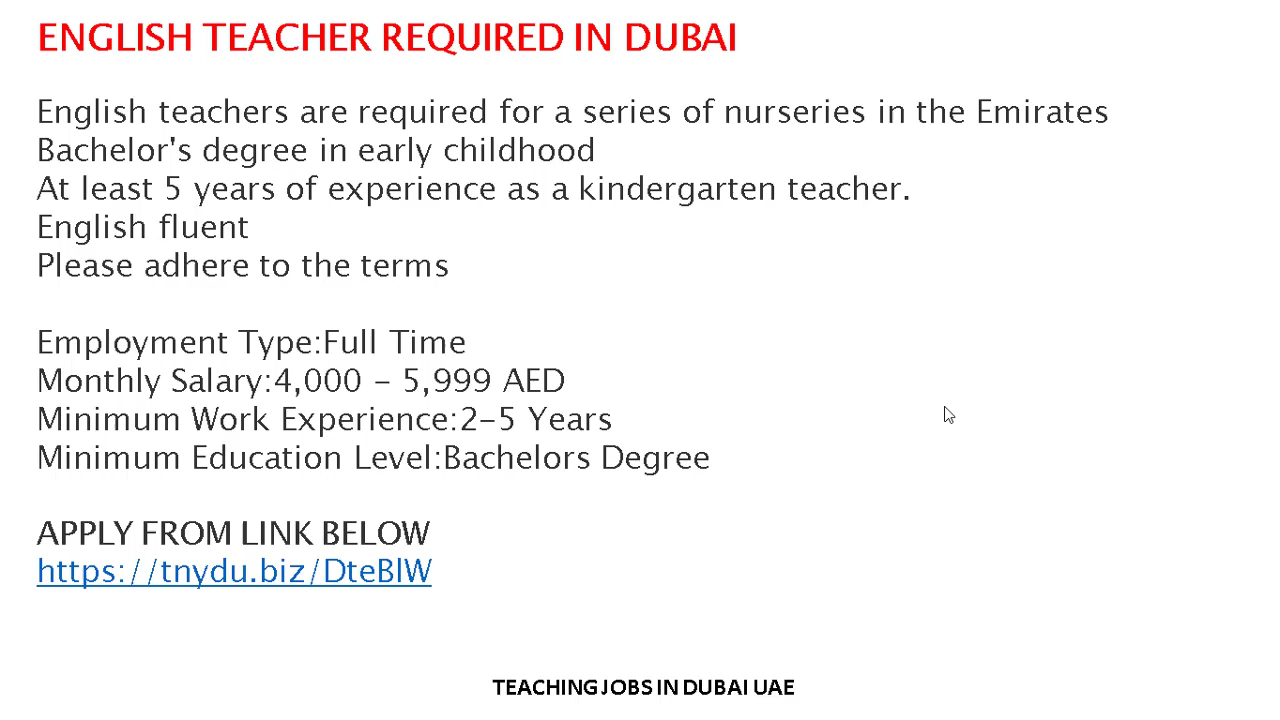 ENGLISH TEACHER REQUIRED IN DUBAI
English teachers are required for a series of nurseries in the Emirates
Bachelor's degree in early childhood
At least 5 years of experience as a kindergarten teacher.
English fluent
Please adhere to the terms
Employment Type:Full Time
Monthly Salary:4,000 - 5,999 AED
Minimum Work Experience:2-5 Years
Minimum Education Level:Bachelors Degree
APPLY FROM LINK BELOW
https://tnydu.biz/DteBlW
TEACHING JOBS IN DUBAI UAE